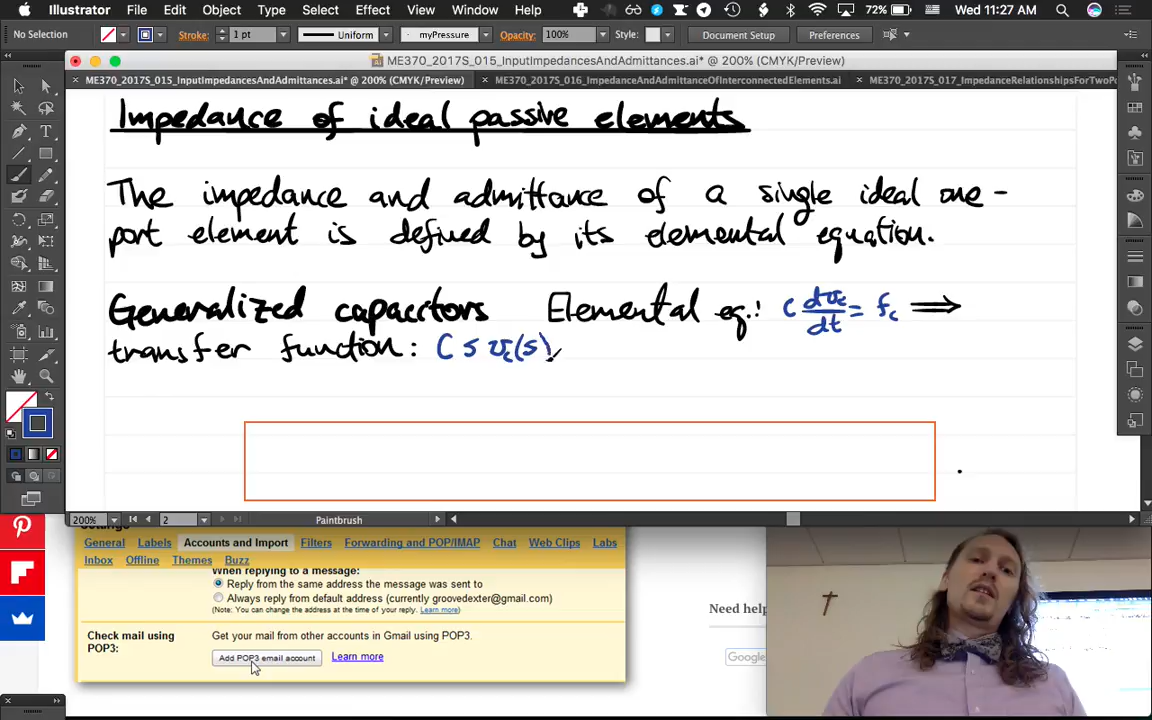 Illustrator File Edit Object Type Select Effect View Window Help 72% Wed 11:27 AM
No Selection Stroke: 1 pt Uniform myPressure Opacity: 100% Style: Document Setup Preferences
ME370_2017S_015_InputImpedancesAndAdmittances.ai* @ 200% (CMYK/Preview)
ME370_2017S_015_InputImpedancesAndAdmittances.ai* @ 200% (CMYK/Preview) ME370_2017S_016_ImpedanceAndAdmittanceOfInterconnectedElements.ai ME370_2017S_017_ImpedanceRelationshipsForTwoPo
Impedance of ideal passive elements
The impedance and admittance of a single ideal one-
port element is defined by its elemental equation.
Generalized capacitors Elemental eq.: C dv_c/dt = f_c ⟹
transfer function: C s v_c(s)
200% 2 Paintbrush
General Labels Accounts and Import Filters Forwarding and POP/IMAP Chat Web Clips Labs
Inbox Offline Themes Buzz
When replying to a message:
Reply from the same address the message was sent to
Always reply from default address (currently groovedexter@gmail.com)
(Note: You can change the address at the time of your reply. Learn more)
Check mail using POP3:
Get your mail from other accounts in Gmail using POP3.
Add POP3 email account Learn more
Need help
Google